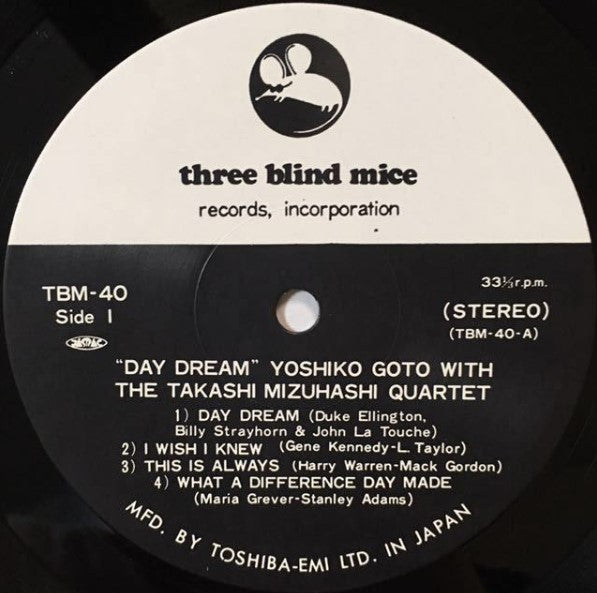 three blind mice
records, incorporation
TBM-40
Side 1
JASRAC
33⅓ r.p.m.
(STEREO)
(TBM-40-A)
"DAY DREAM" YOSHIKO GOTO WITH
THE TAKASHI MIZUHASHI QUARTET
1) DAY DREAM (Duke Ellington,
Billy Strayhorn & John La Touche)
2) I WISH I KNEW (Gene Kennedy-L. Taylor)
3) THIS IS ALWAYS (Harry Warren-Mack Gordon)
4) WHAT A DIFFERENCE DAY MADE
(Maria Grever-Stanley Adams)
MFD. BY TOSHIBA-EMI LTD. IN JAPAN